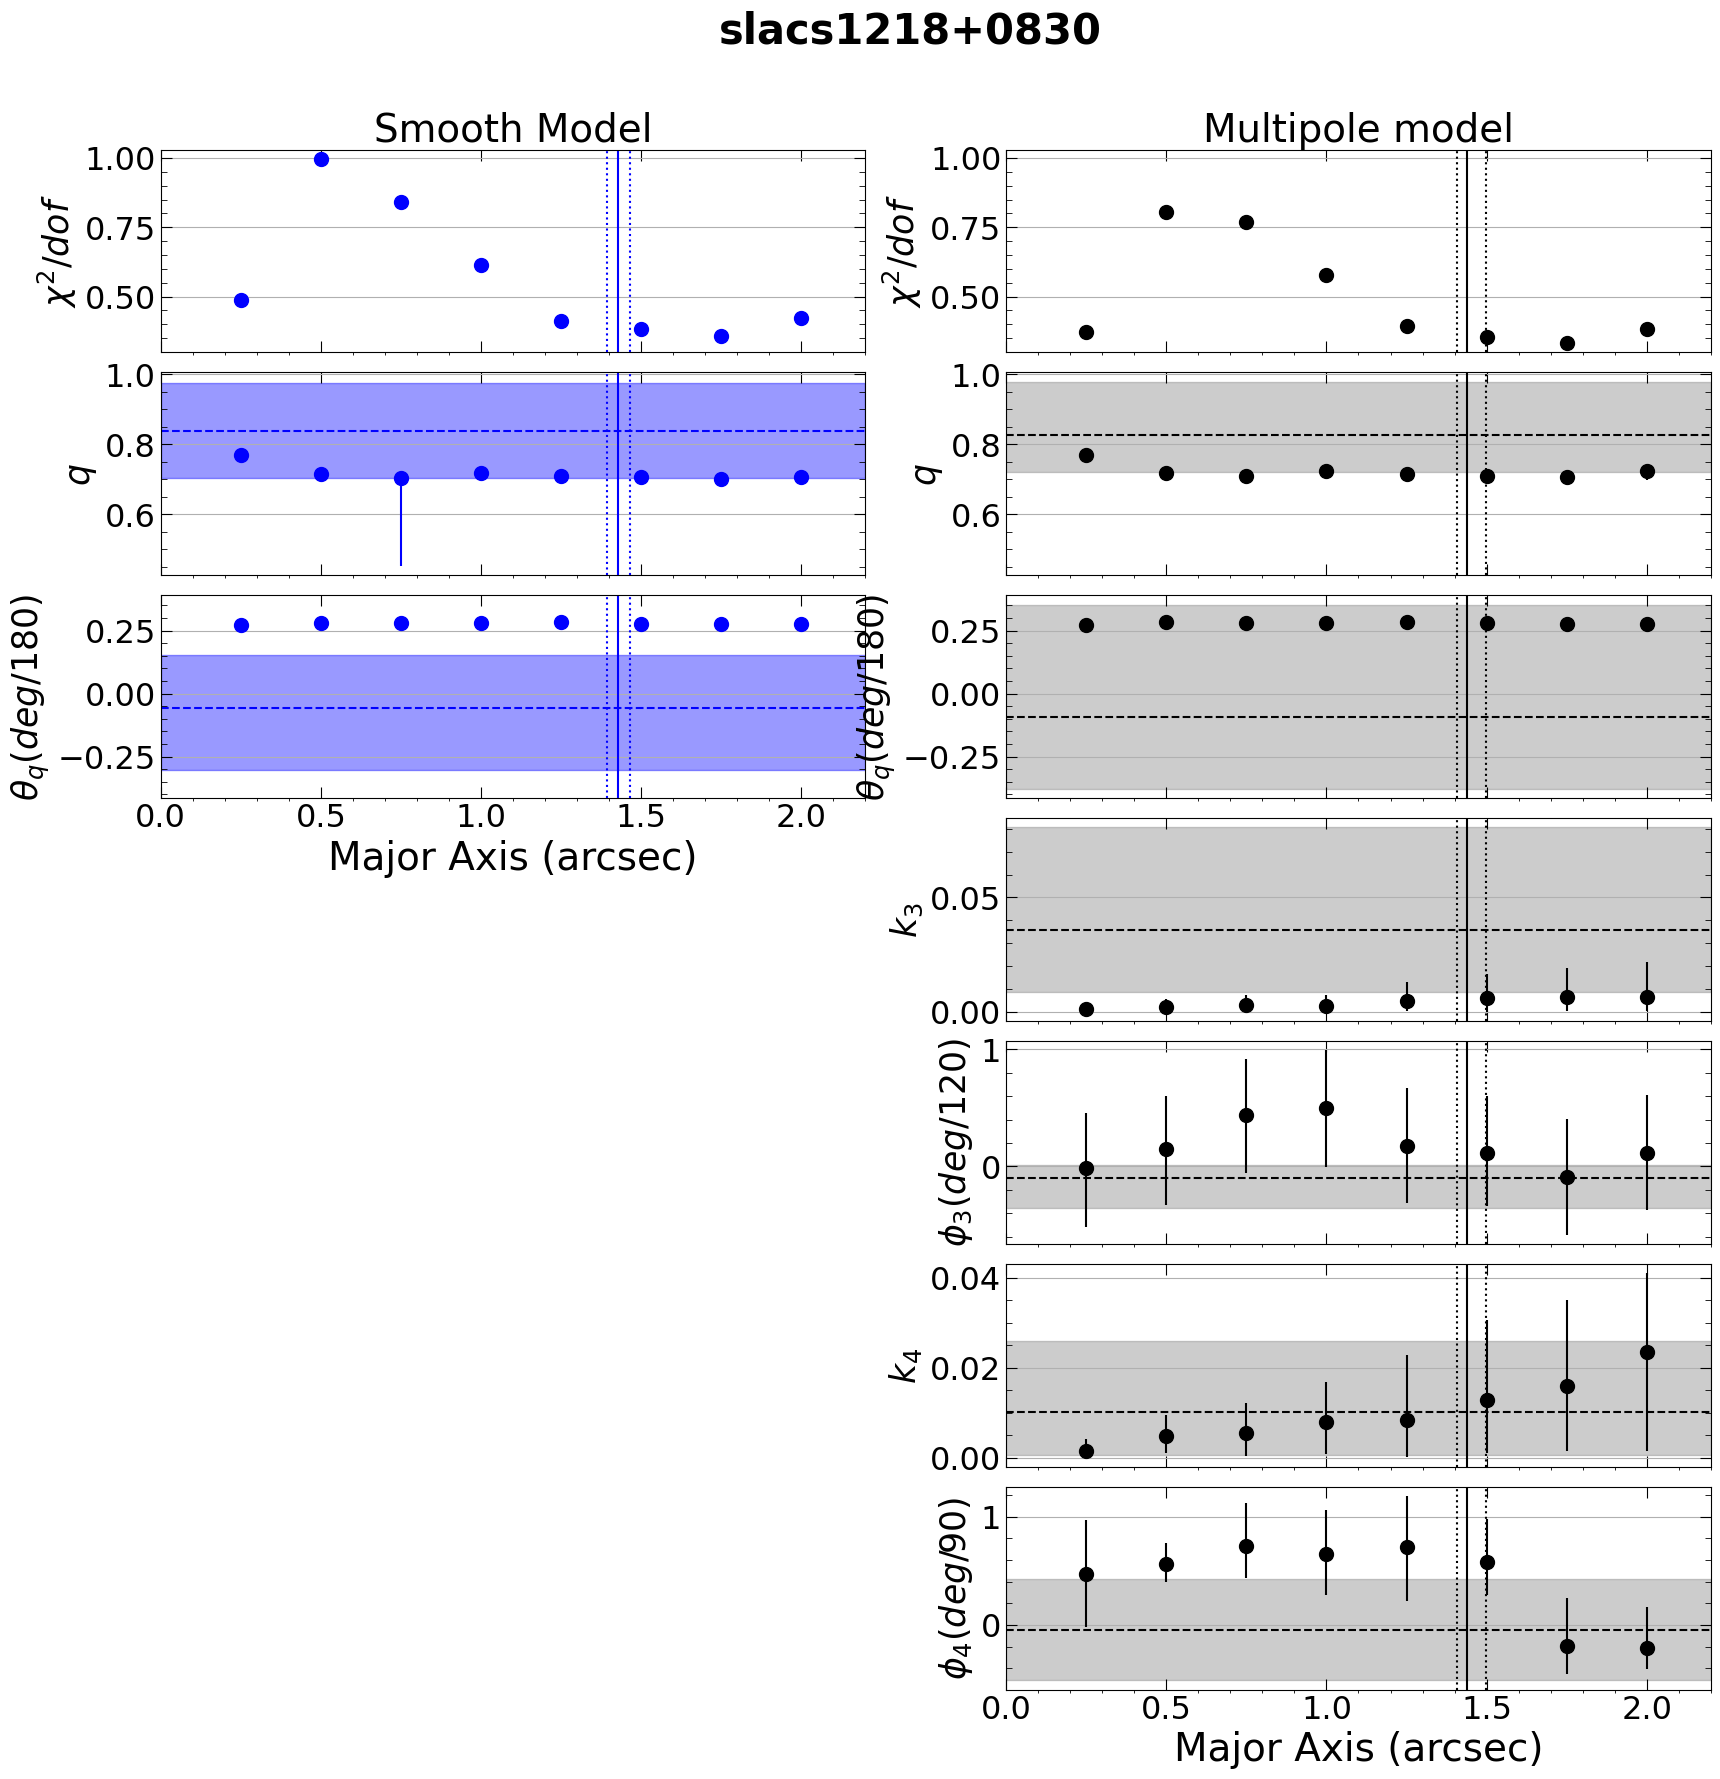 slacs1218+0830
Smooth Model
χ²/dof
1.00
0.75
0.50
q
1.0
0.8
0.6
θ_q(deg/180)
0.25
0.00
−0.25
0.0 0.5 1.0 1.5 2.0
Major Axis (arcsec)
Multipole model
χ²/dof
1.00
0.75
0.50
q
1.0
0.8
0.6
θ_q(deg/180)
0.25
0.00
−0.25
k₃
0.05
0.00
ϕ₃(deg/120)
1
0
k₄
0.04
0.02
0.00
ϕ₄(deg/90)
1
0
0.0 0.5 1.0 1.5 2.0
Major Axis (arcsec)